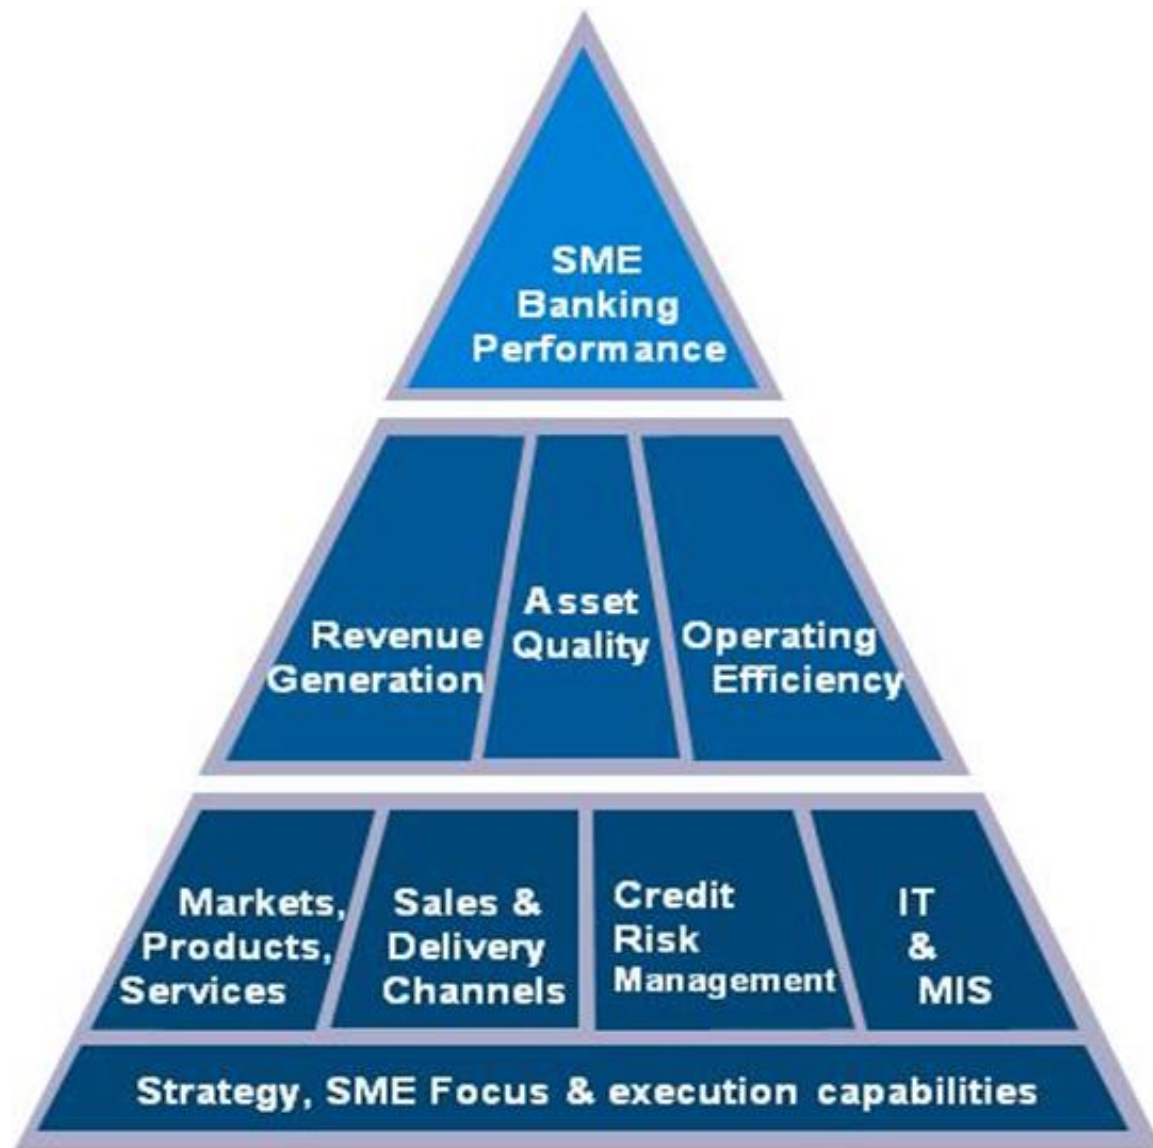 SME
Banking
Performance
Revenue
Generation
Asset
Quality
Operating
Efficiency
Markets,
Products,
Services
Sales &
Delivery
Channels
Credit
Risk
Management
IT
&
MIS
Strategy, SME Focus & execution capabilities